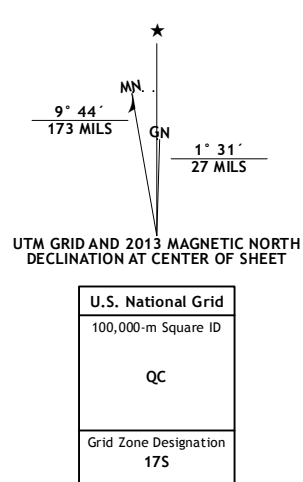 ★
MN
9° 44´
173 MILS
GN
1° 31´
27 MILS
UTM GRID AND 2013 MAGNETIC NORTH
DECLINATION AT CENTER OF SHEET
U.S. National Grid
100,000-m Square ID
QC
Grid Zone Designation
17S